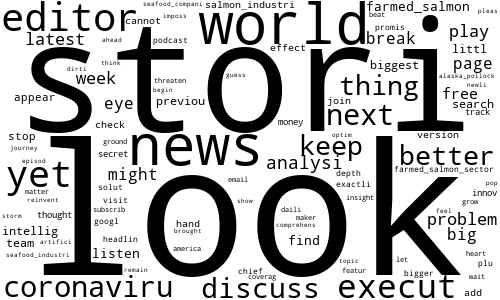 editor cannot seafood_compani imposs salmon_industri world farmed_salmon beat promis pleas
latest ahead podcast effect break play
stori
think week dirti threaten begin previou guess biggest littl page
appear eye thing alaska_pollock newli
check money join next free search track
stop journey ground secret news keep optim version better
episod yet might analysi depth exactli farmed_salmon_sector
look
matter reinvent solut visit email insight pop innov grow
storm thought subscrib googl show daili maker comprehens feel problem
intellig team artifici hand brought find big
seafood_industri headlin listen america topic featur let heart plu
remain chief coverag bigger wait
coronaviru discuss execut add